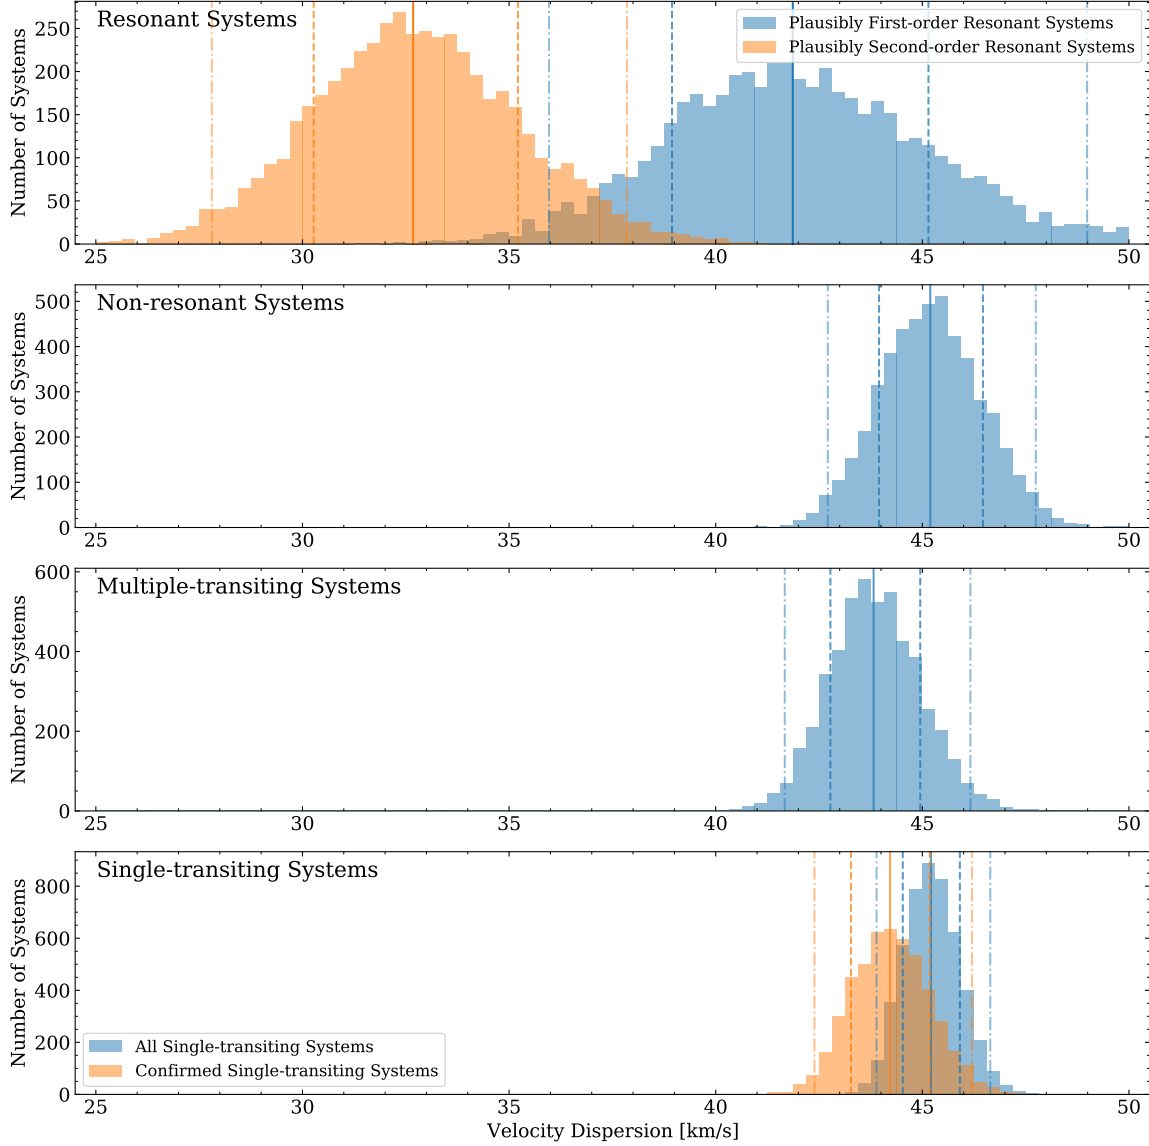 Resonant Systems
Plausibly First-order Resonant Systems
Plausibly Second-order Resonant Systems
Number of Systems
250
200
150
100
50
0
25 30 35 40 45 50
Non-resonant Systems
Number of Systems
500
400
300
200
100
0
25 30 35 40 45 50
Multiple-transiting Systems
Number of Systems
600
400
200
0
25 30 35 40 45 50
Single-transiting Systems
Number of Systems
800
600
400
200
0
All Single-transiting Systems
Confirmed Single-transiting Systems
25 30 35 40 45 50
Velocity Dispersion [km/s]